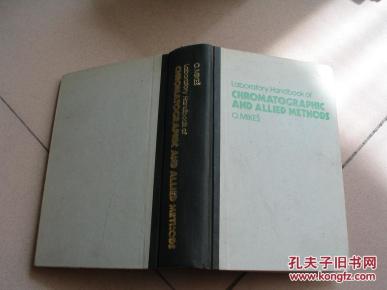 O. MIKEŠ
Laboratory Handbook of
CHROMATOGRAPHIC AND ALLIED METHODS
Laboratory Handbook of
CHROMATOGRAPHIC
AND ALLIED METHODS
O. MIKEŠ
孔夫子旧书网
KONGFZ.COM